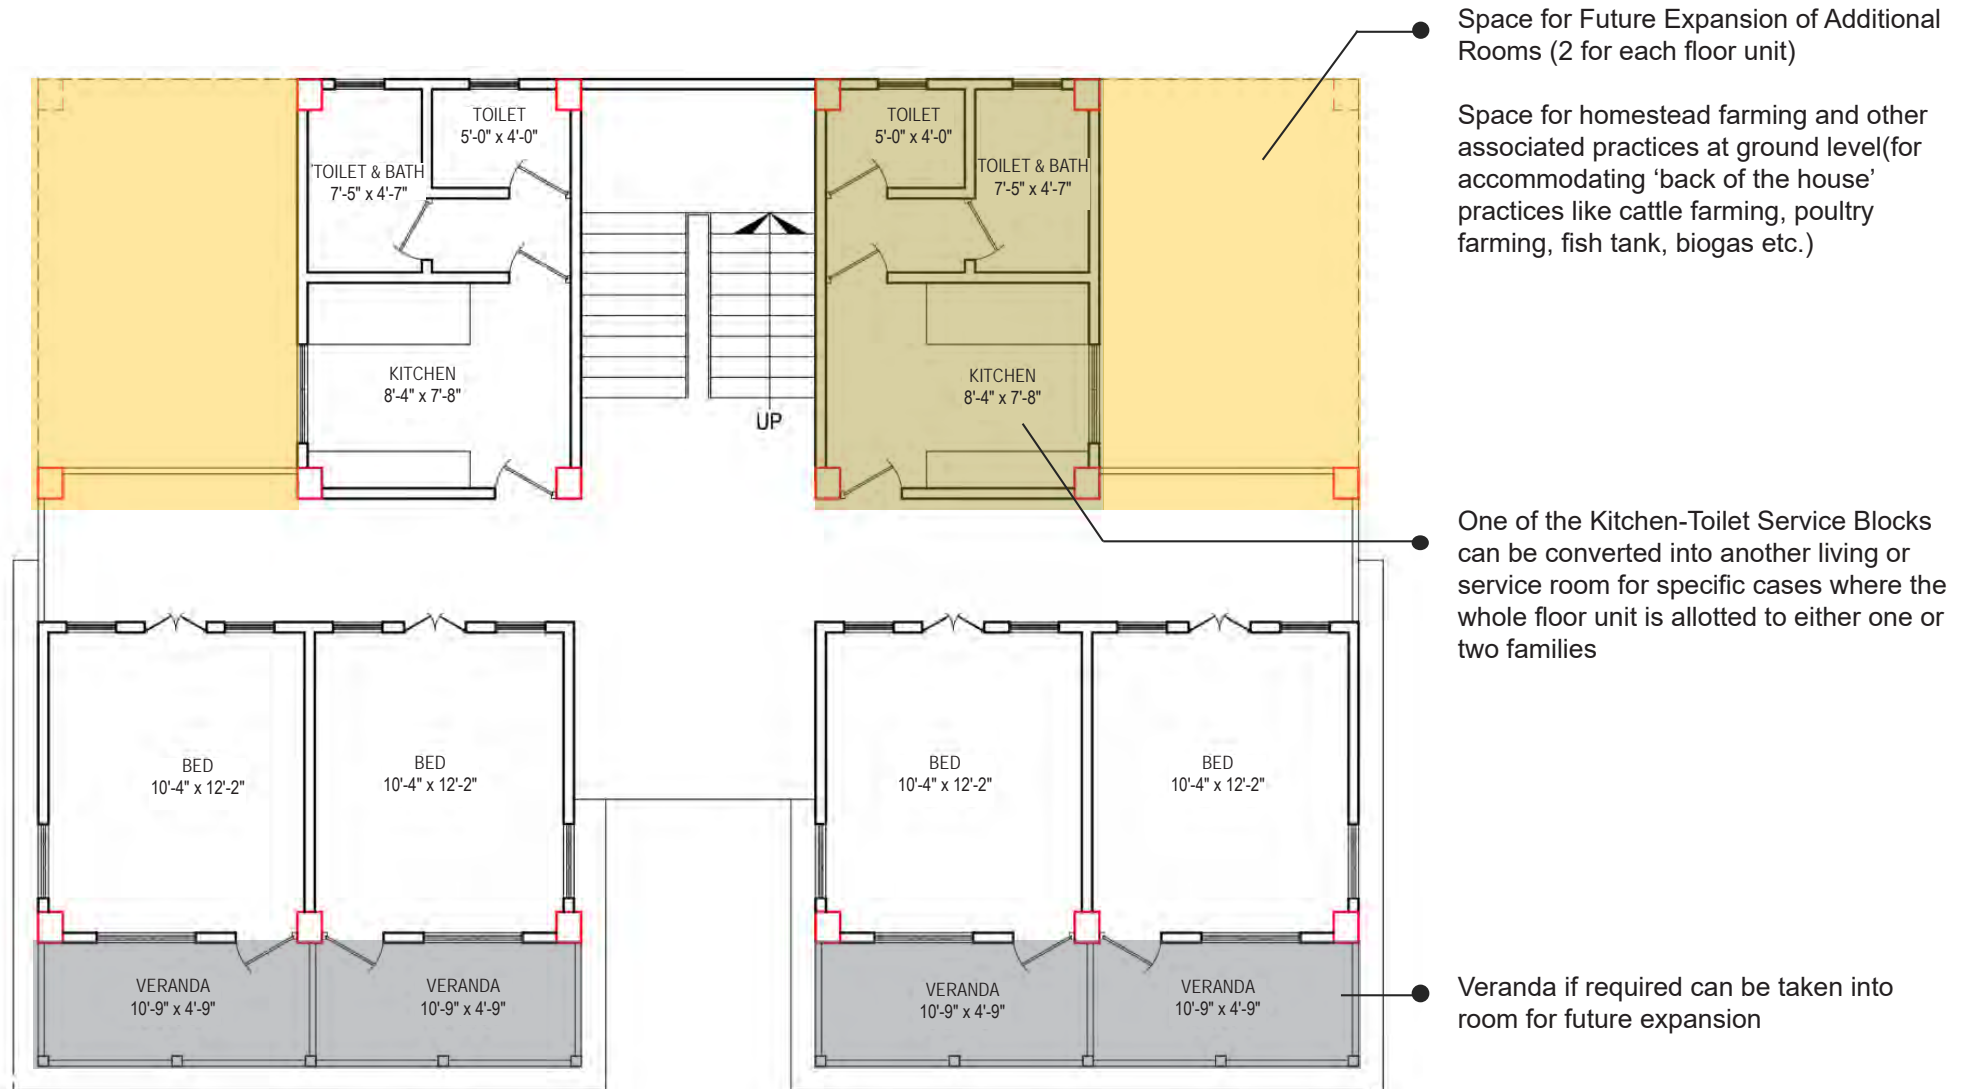 Space for Future Expansion of Additional
Rooms (2 for each floor unit)
Space for homestead farming and other
associated practices at ground level(for
accommodating ‘back of the house’
practices like cattle farming, poultry
farming, fish tank, biogas etc.)
TOILET
5'-0" x 4'-0"
TOILET & BATH
7'-5" x 4'-7"
TOILET
5'-0" x 4'-0"
TOILET & BATH
7'-5" x 4'-7"
KITCHEN
8'-4" x 7'-8"
UP
KITCHEN
8'-4" x 7'-8"
One of the Kitchen-Toilet Service Blocks
can be converted into another living or
service room for specific cases where the
whole floor unit is allotted to either one or
two families
BED
10'-4" x 12'-2"
BED
10'-4" x 12'-2"
BED
10'-4" x 12'-2"
BED
10'-4" x 12'-2"
VERANDA
10'-9" x 4'-9"
VERANDA
10'-9" x 4'-9"
VERANDA
10'-9" x 4'-9"
VERANDA
10'-9" x 4'-9"
Veranda if required can be taken into
room for future expansion